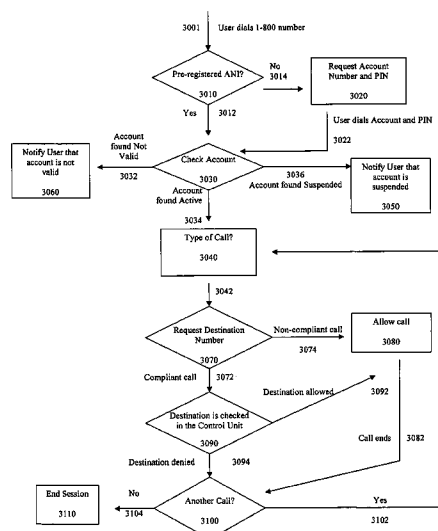 3001
User dials 1-800 number
No
3014
Pre-registered ANI?
3010
Request Account
Number and PIN
3020
Yes
3012
User dials Account and PIN
3022
Account
found Not
Valid
3032
Notify User that
account is not
valid
3060
Check Account
3030
3036
Account found Suspended
Notify User that
account is
suspended
3050
Account
found Active
3034
Type of Call?
3040
3042
Request Destination
Number
3070
Non-compliant call
3074
Allow call
3080
Compliant call
3072
Destination allowed
3092
Destination is checked
in the Control Unit
3090
Call ends
3082
Destination denied
3094
End Session
3110
No
3104
Another Call?
3100
Yes
3102